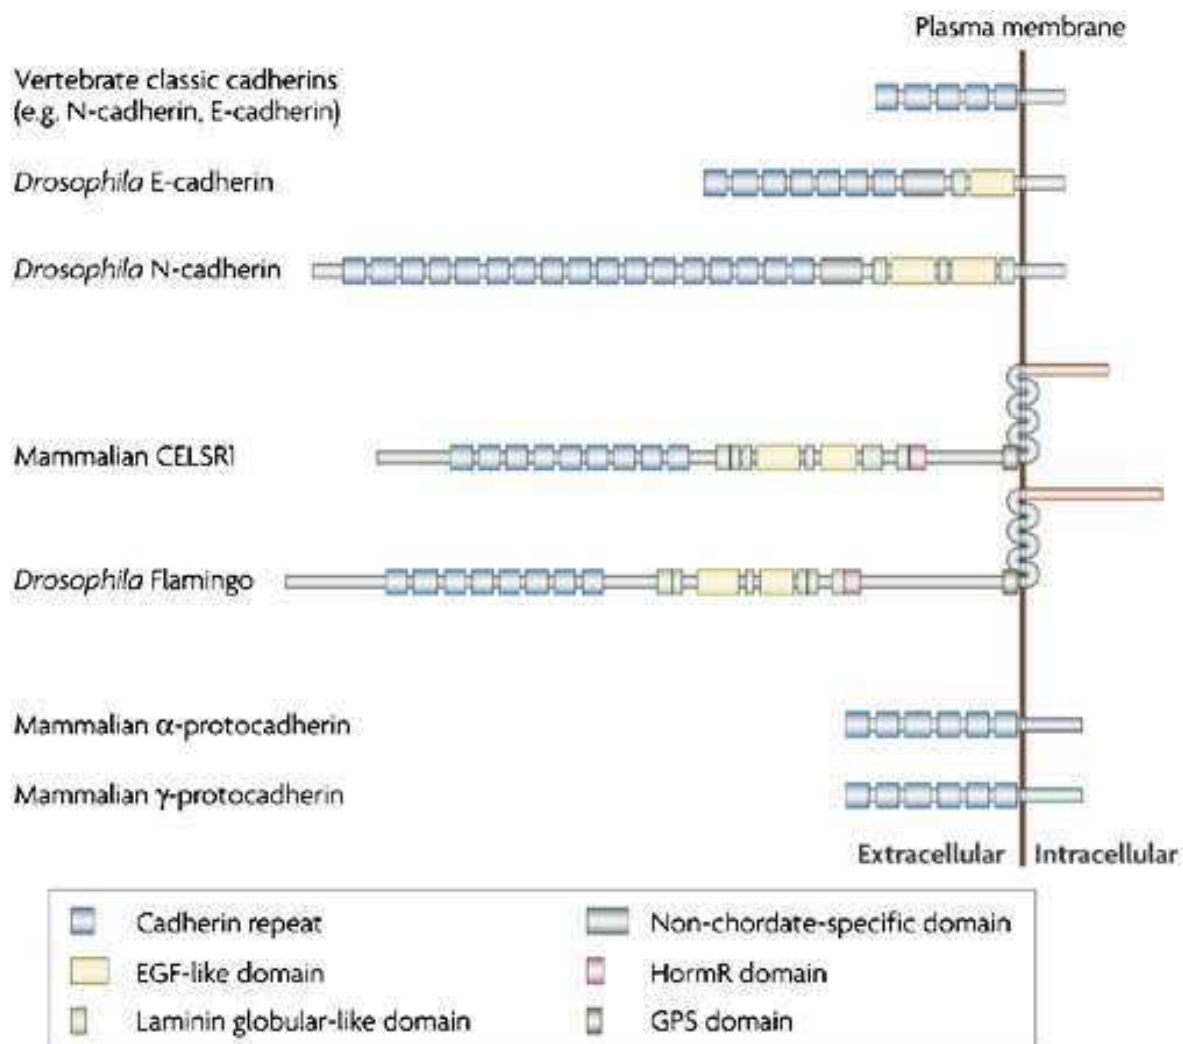 Plasma membrane
Vertebrate classic cadherins
(e.g. N-cadherin, E-cadherin)
Drosophila E-cadherin
Drosophila N-cadherin
Mammalian CELSR1
Drosophila Flamingo
Mammalian α-protocadherin
Mammalian γ-protocadherin
Extracellular Intracellular
Cadherin repeat
Non-chordate-specific domain
EGF-like domain
HormR domain
Laminin globular-like domain
GPS domain